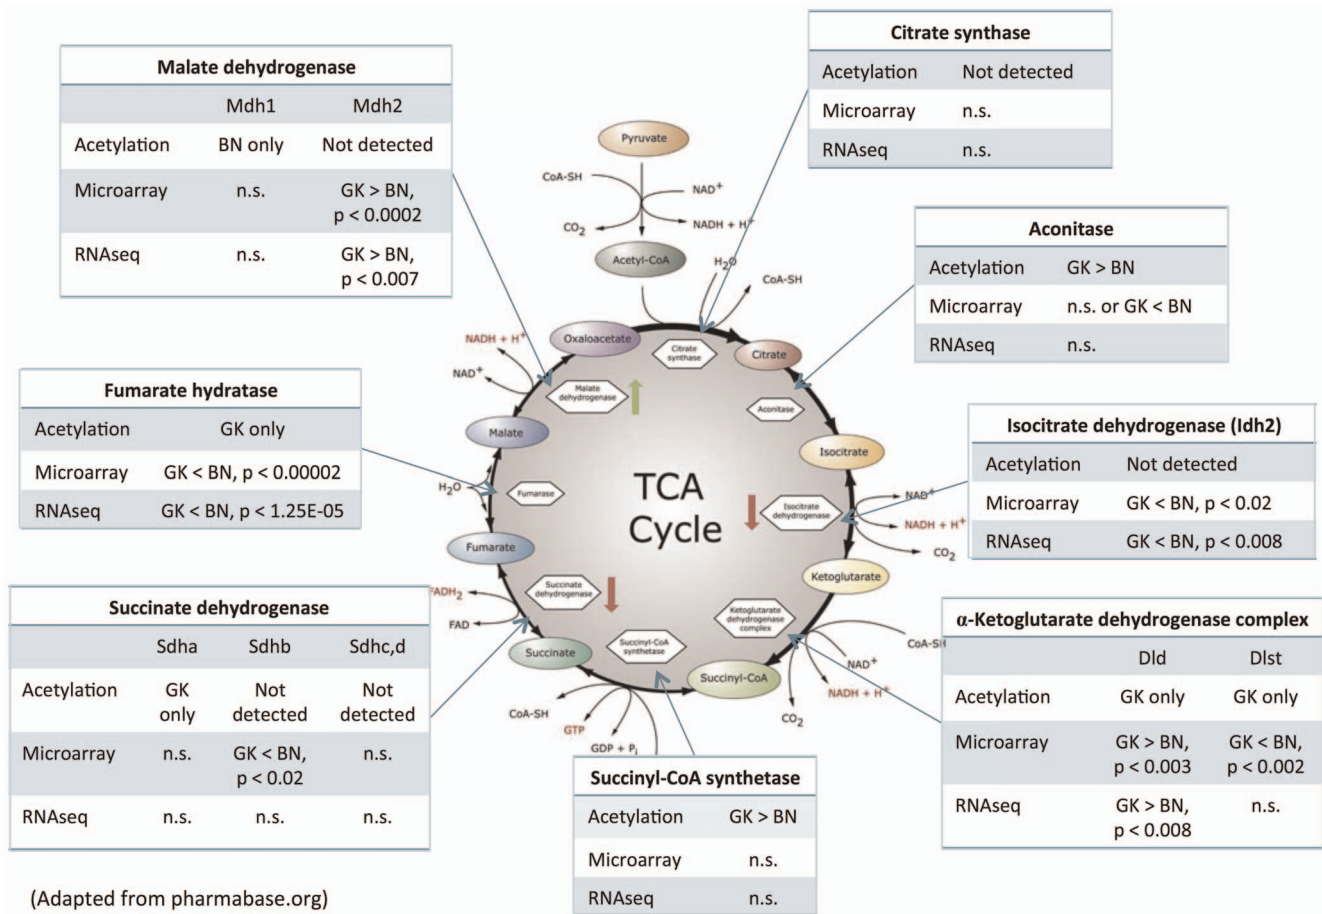 Citrate synthase
Acetylation Not detected
Microarray n.s.
RNAseq n.s.
Malate dehydrogenase
Mdh1 Mdh2
Acetylation BN only Not detected
Microarray n.s. GK > BN,
p < 0.0002
RNAseq n.s. GK > BN,
p < 0.007
Pyruvate
CoA-SH
NAD+
CO2
NADH + H+
Acetyl-CoA
H2O
CoA-SH
Aconitase
Acetylation GK > BN
Microarray n.s. or GK < BN
RNAseq n.s.
Oxaloacetate
Citrate
synthase
Citrate
NADH + H+
NAD+
Malate
dehydrogenase
Aconitase
Fumarate hydratase
Acetylation GK only
Microarray GK < BN, p < 0.00002
RNAseq GK < BN, p < 1.25E-05
Malate
Isocitrate
Isocitrate dehydrogenase (Idh2)
Acetylation Not detected
Microarray GK < BN, p < 0.02
RNAseq GK < BN, p < 0.008
H2O
Fumarase
TCA
Cycle
Isocitrate
dehydrogenase
NAD+
NADH + H+
CO2
Fumarate
Ketoglutarate
Succinate dehydrogenase
Sdha Sdhb Sdhc,d
Acetylation GK Not Not
only detected detected
Microarray n.s. GK < BN, n.s.
p < 0.02
RNAseq n.s. n.s. n.s.
FADH2
FAD
Succinate
dehydrogenase
Ketoglutarate
dehydrogenase
complex
Succinyl-CoA
synthetase
Succinate
Succinyl-CoA
CoA-SH
NAD+
NADH + H+
CO2
α-Ketoglutarate dehydrogenase complex
Dld Dlst
Acetylation GK only GK only
Microarray GK > BN, GK < BN,
p < 0.003 p < 0.002
RNAseq GK > BN, n.s.
p < 0.008
CoA-SH
GTP
GDP + Pi
Succinyl-CoA synthetase
Acetylation GK > BN
Microarray n.s.
RNAseq n.s.
(Adapted from pharmabase.org)